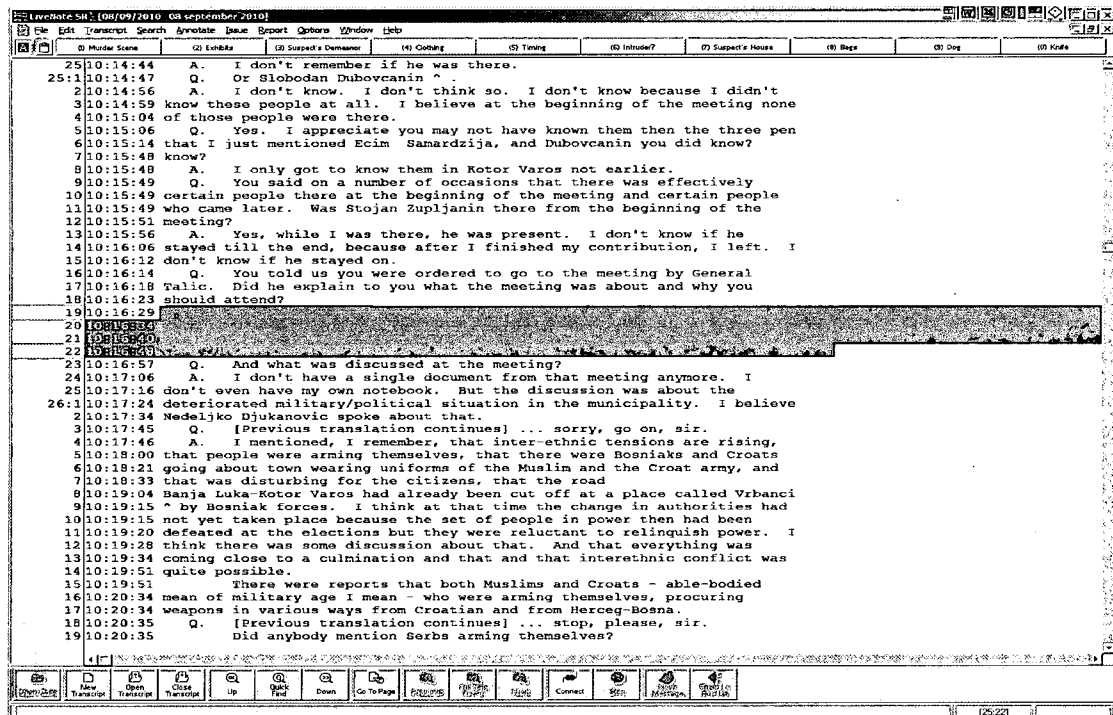 LiveNote SR : [08/09/2010 08 september 2010]
File Edit Transcript Search Annotate Issue Report Options Window Help
(1) Murder Scene (2) Exhibits (3) Suspect's Demeanor (4) Clothing (5) Timing (6) Intruder? (7) Suspect's House (8) Bags (9) Dog (0) Knife
25 10:14:44 A. I don't remember if he was there.
25:1 10:14:47 Q. Or Slobodan Dubovcanin ^ .
2 10:14:56 A. I don't know. I don't think so. I don't know because I didn't
3 10:14:59 know these people at all. I believe at the beginning of the meeting none
4 10:15:04 of those people were there.
5 10:15:06 Q. Yes. I appreciate you may not have known them then the three pen
6 10:15:14 that I just mentioned Ecim Samardzija, and Dubovcanin you did know?
7 10:15:48 know?
8 10:15:48 A. I only got to know them in Kotor Varos not earlier.
9 10:15:49 Q. You said on a number of occasions that there was effectively
10 10:15:49 certain people there at the beginning of the meeting and certain people
11 10:15:49 who came later. Was Stojan Zupljanin there from the beginning of the
12 10:15:51 meeting?
13 10:15:56 A. Yes, while I was there, he was present. I don't know if he
14 10:16:06 stayed till the end, because after I finished my contribution, I left. I
15 10:16:12 don't know if he stayed on.
16 10:16:14 Q. You told us you were ordered to go to the meeting by General
17 10:16:18 Talic. Did he explain to you what the meeting was about and why you
18 10:16:23 should attend?
19 10:16:29
20 10:16:34
21 10:16:40
22 10:16:49
23 10:16:57 Q. And what was discussed at the meeting?
24 10:17:06 A. I don't have a single document from that meeting anymore. I
25 10:17:16 don't even have my own notebook. But the discussion was about the
26:1 10:17:24 deteriorated military/political situation in the municipality. I believe
2 10:17:34 Nedeljko Djukanovic spoke about that.
3 10:17:45 Q. [Previous translation continues] ... sorry, go on, sir.
4 10:17:46 A. I mentioned, I remember, that inter-ethnic tensions are rising,
5 10:18:00 that people were arming themselves, that there were Bosniaks and Croats
6 10:18:21 going about town wearing uniforms of the Muslim and the Croat army, and
7 10:18:33 that was disturbing for the citizens, that the road
8 10:19:04 Banja Luka-Kotor Varos had already been cut off at a place called Vrbanci
9 10:19:15 ^ by Bosniak forces. I think at that time the change in authorities had
10 10:19:15 not yet taken place because the set of people in power then had been
11 10:19:20 defeated at the elections but they were reluctant to relinquish power. I
12 10:19:28 think there was some discussion about that. And that everything was
13 10:19:34 coming close to a culmination and that and that interethnic conflict was
14 10:19:51 quite possible.
15 10:19:51 There were reports that both Muslims and Croats - able-bodied
16 10:20:34 mean of military age I mean - who were arming themselves, procuring
17 10:20:34 weapons in various ways from Croatian and from Herceg-Bosna.
18 10:20:35 Q. [Previous translation continues] ... stop, please, sir.
19 10:20:35 Did anybody mention Serbs arming themselves?
New Transcript Open Transcript Close Transcript Up Quick Find Down Go To Page Connect
[25:22]